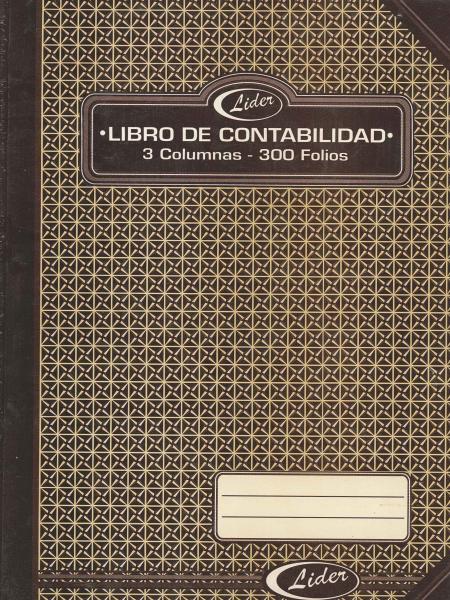 Lider
•LIBRO DE CONTABILIDAD•
3 Columnas - 300 Folios
Lider